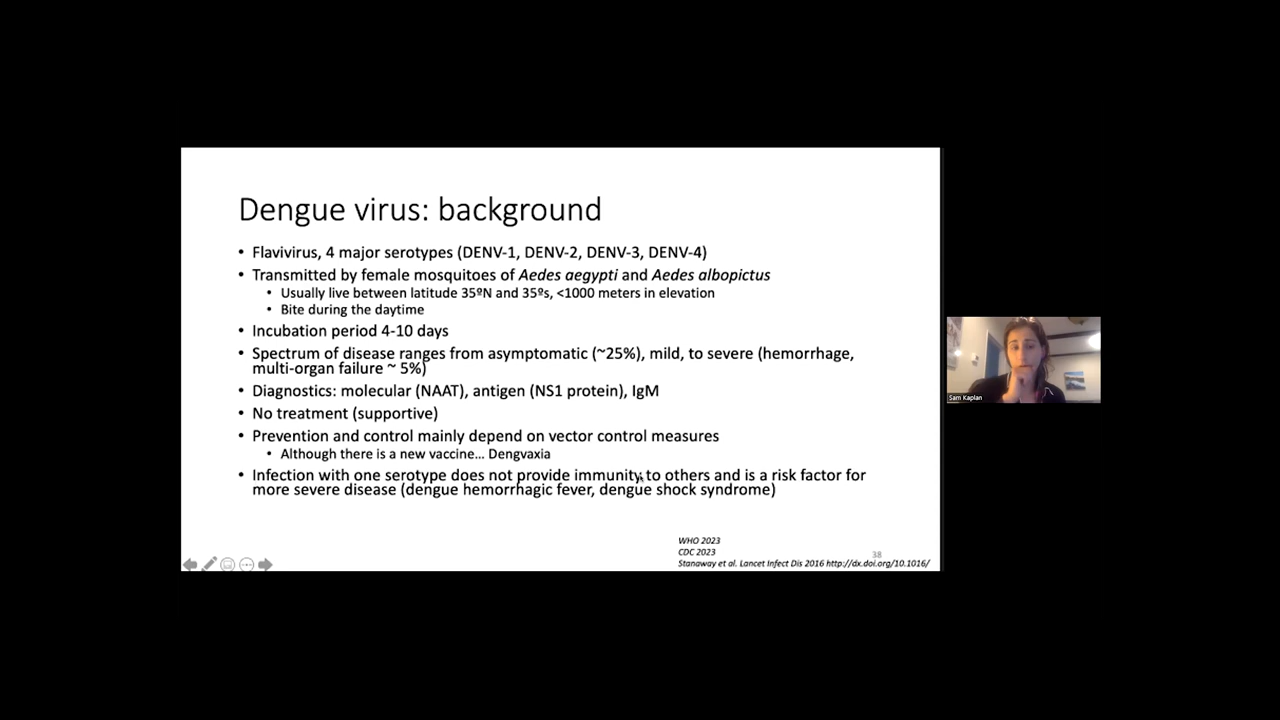 Dengue virus: background
• Flavivirus, 4 major serotypes (DENV-1, DENV-2, DENV-3, DENV-4)
• Transmitted by female mosquitoes of Aedes aegypti and Aedes albopictus
• Usually live between latitude 35ºN and 35ºs, <1000 meters in elevation
• Bite during the daytime
• Incubation period 4-10 days
• Spectrum of disease ranges from asymptomatic (~25%), mild, to severe (hemorrhage,
multi-organ failure ~ 5%)
• Diagnostics: molecular (NAAT), antigen (NS1 protein), IgM
• No treatment (supportive)
• Prevention and control mainly depend on vector control measures
• Although there is a new vaccine... Dengvaxia
• Infection with one serotype does not provide immunity to others and is a risk factor for
more severe disease (dengue hemorrhagic fever, dengue shock syndrome)
WHO 2023
CDC 2023
38
Stanaway et al. Lancet Infect Dis 2016 http://dx.doi.org/10.1016/
Sam Kaplan